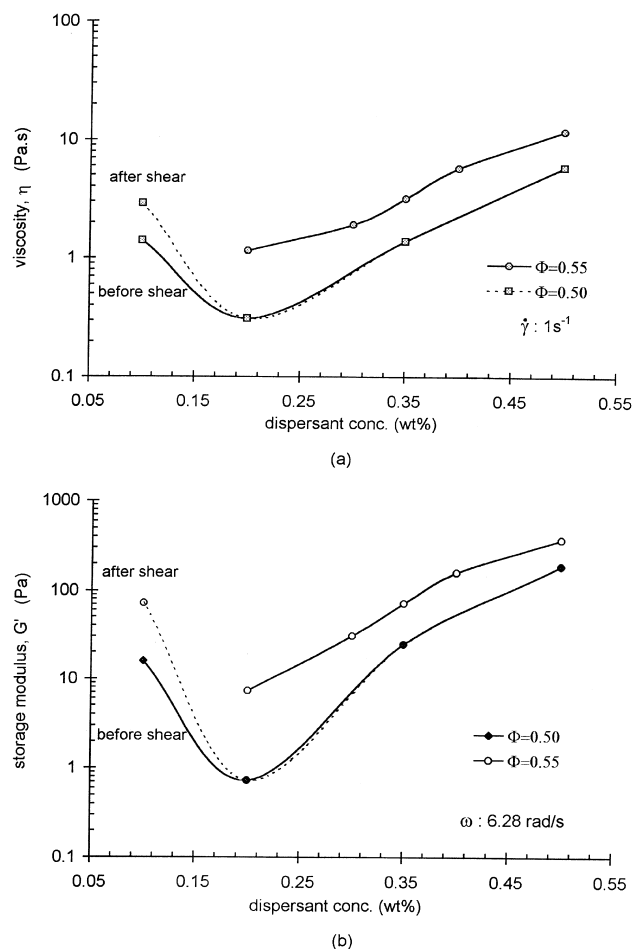 100
10
1
0.1
viscosity, η (Pa.s)
after shear
before shear
Φ=0.55
Φ=0.50
γ̇ : 1s⁻¹
0.05 0.15 0.25 0.35 0.45 0.55
dispersant conc. (wt%)
(a)
1000
100
10
1
0.1
storage modulus, G' (Pa)
after shear
before shear
Φ=0.50
Φ=0.55
ω : 6.28 rad/s
0.05 0.15 0.25 0.35 0.45 0.55
dispersant conc. (wt%)
(b)